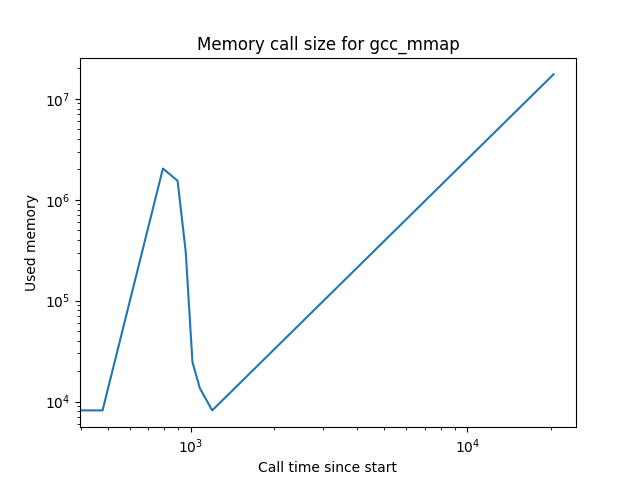 Memory call size for gcc_mmap
10⁷
10⁶
10⁵
10⁴
Used memory
10³ 10⁴
Call time since start